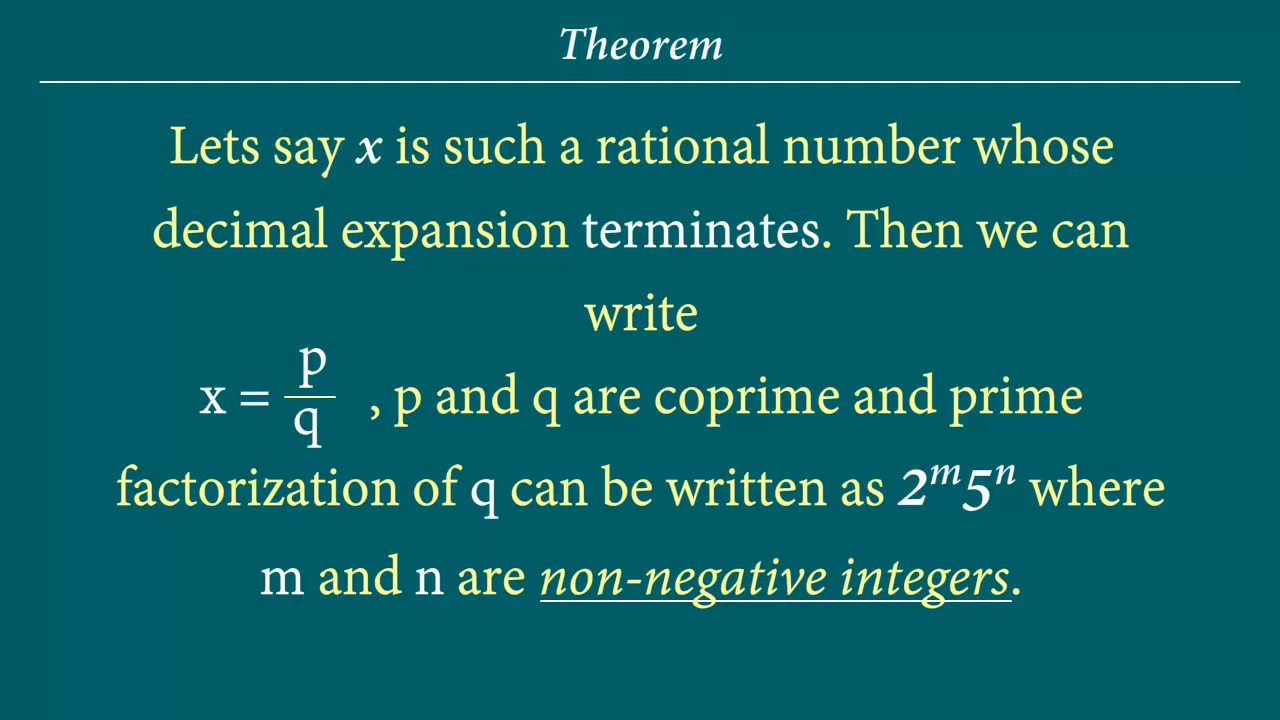 Theorem
Lets say x is such a rational number whose
decimal expansion terminates. Then we can
write
x = p/q , p and q are coprime and prime
factorization of q can be written as 2^m5^n where
m and n are non-negative integers.